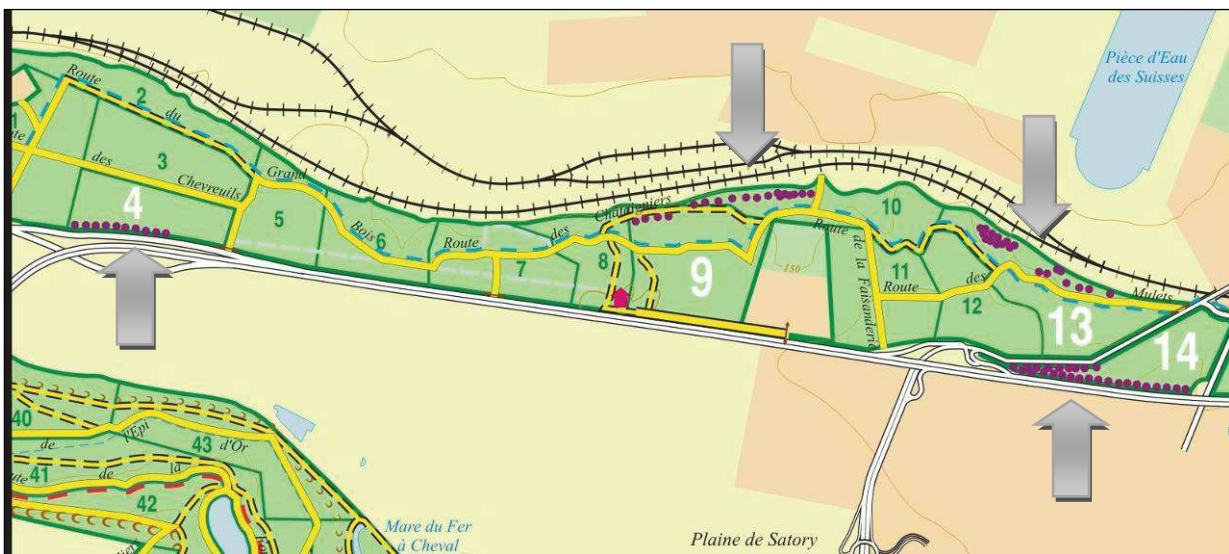 Pièce d'Eau
des Suisses
2
Route
du
1
3
des
Chevreuils
Grand
4
5
Bois
6
Route
des
Chataigniers
7
8
9
150
Route
de la Faisanderie
10
11
Route
des
Mulets
12
13
14
40
de
l'Epi
43
d'Or
41
de
la
42
Mare du Fer
à Cheval
Plaine de Satory